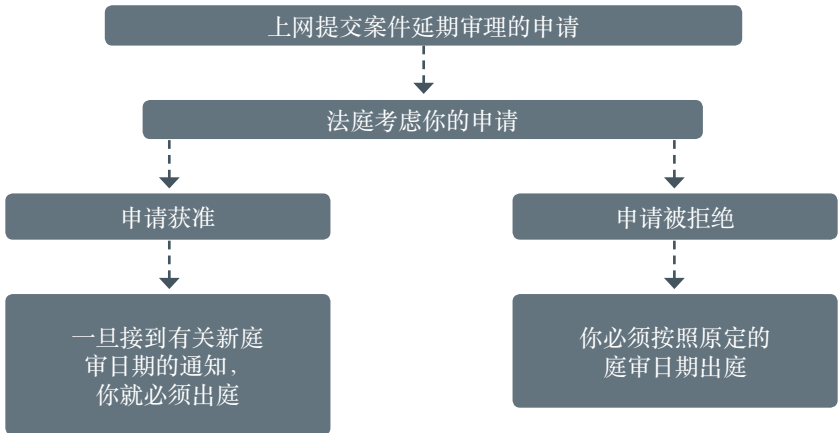 上网提交案件延期审理的申请
法庭考虑你的申请
申请获准
申请被拒绝
一旦接到有关新庭
审日期的通知，
你就必须出庭
你必须按照原定的
庭审日期出庭